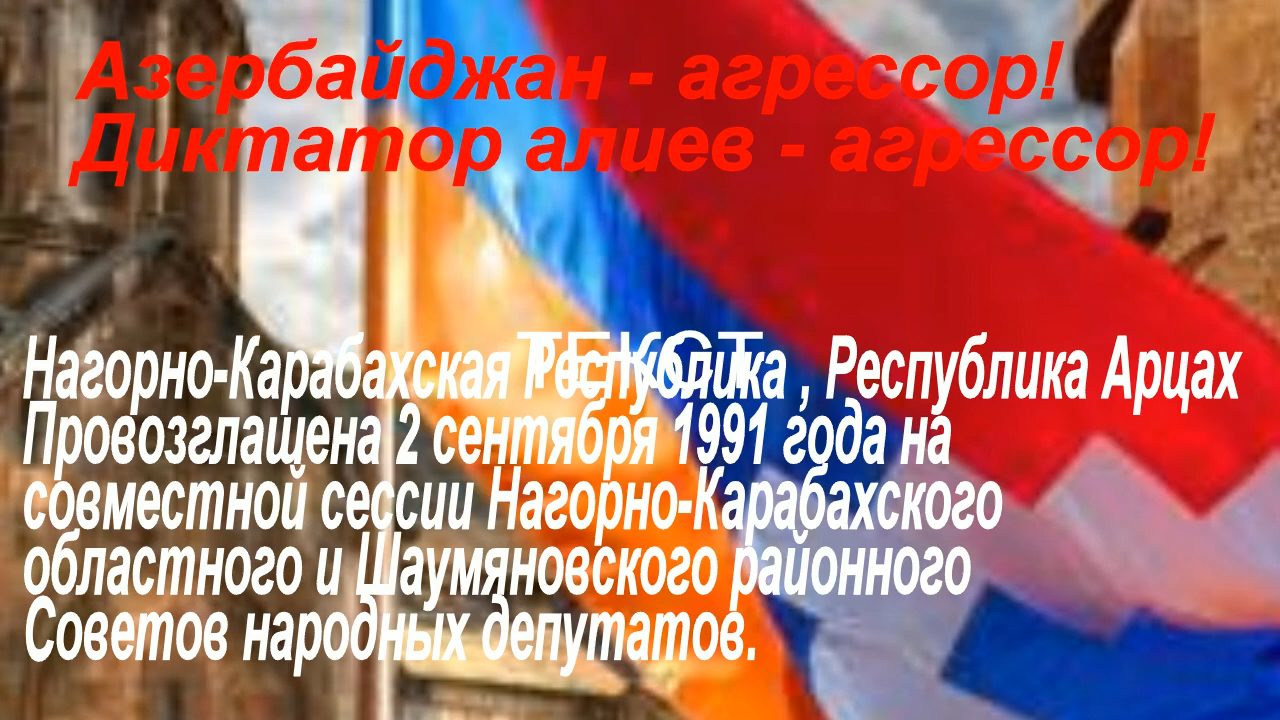 Азербайджан - агрессор!
Диктатор алиев - агрессор!
ТЕКСТ
Нагорно-Карабахская Республика , Республика Арцах
Провозглашена 2 сентября 1991 года на
совместной сессии Нагорно-Карабахского
областного и Шаумяновского районного
Советов народных депутатов.